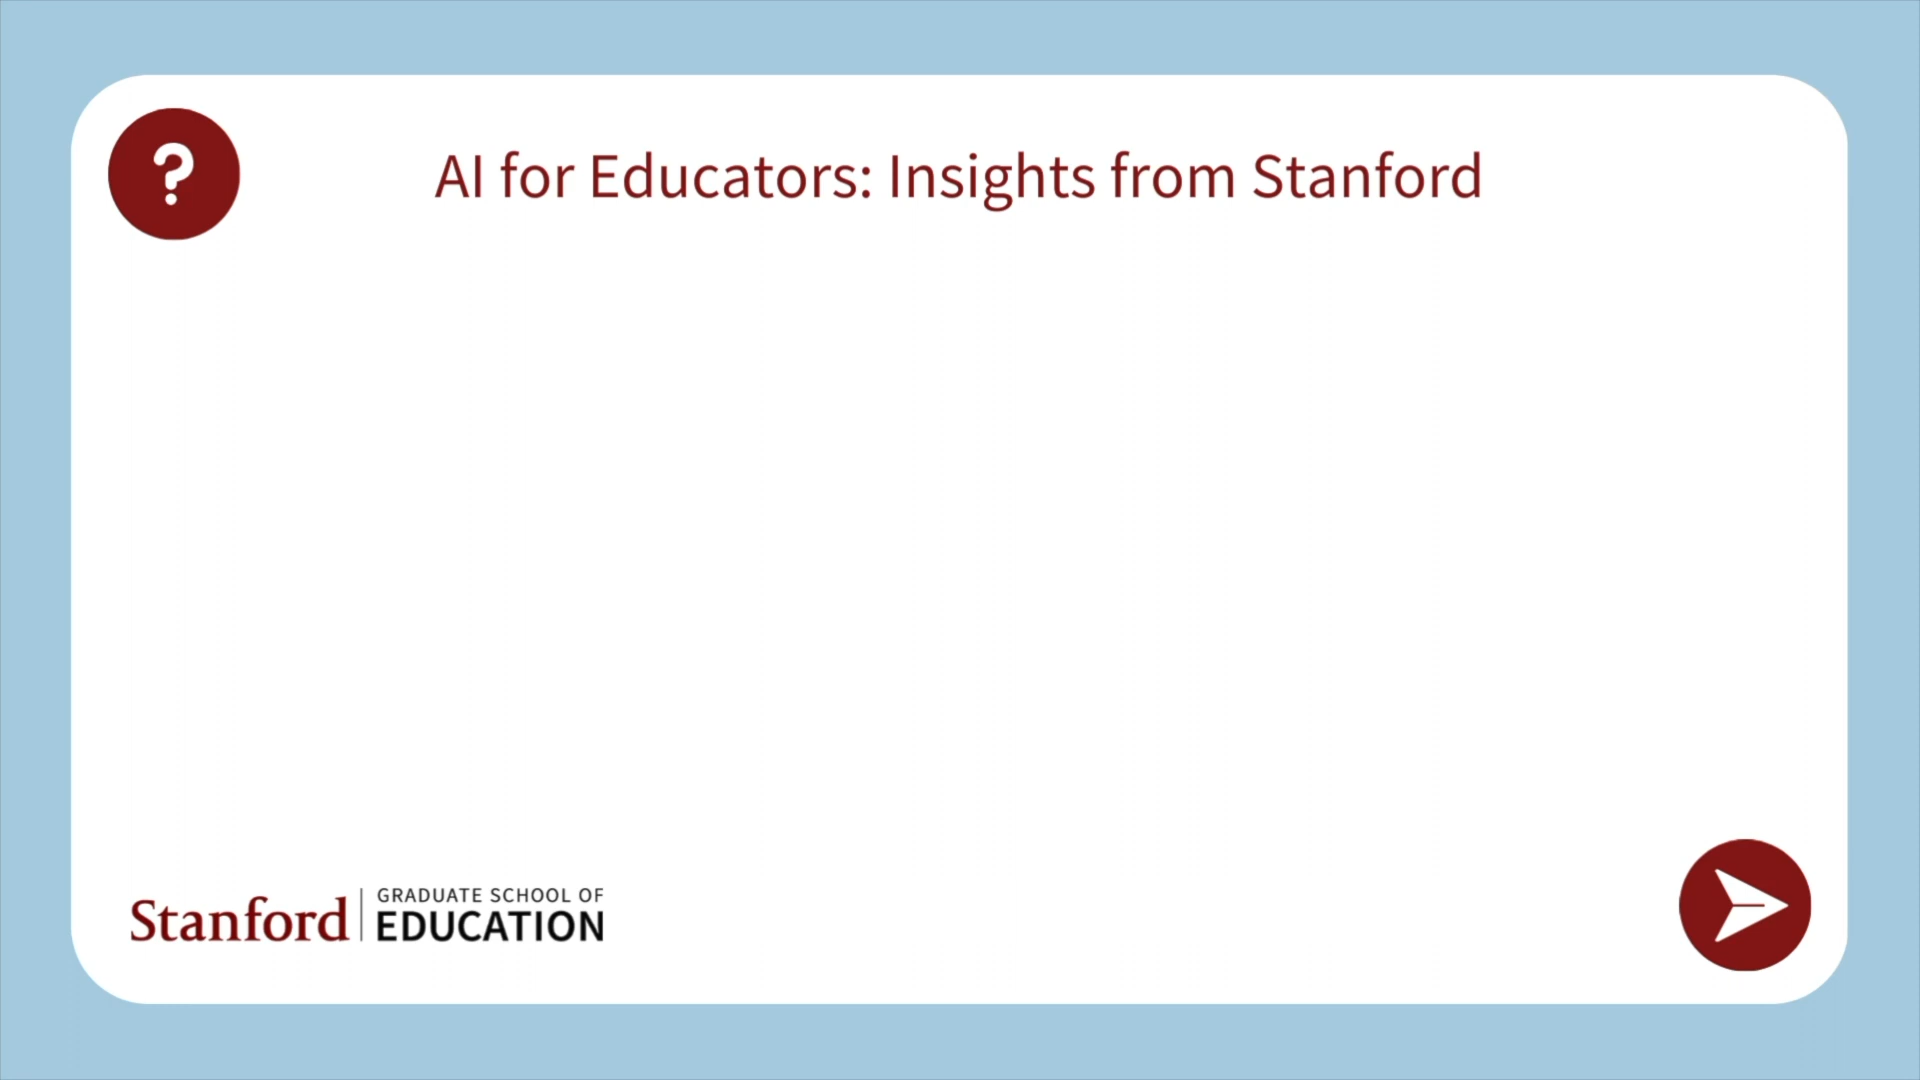 ?
AI for Educators: Insights from Stanford
Stanford
GRADUATE SCHOOL OF
EDUCATION